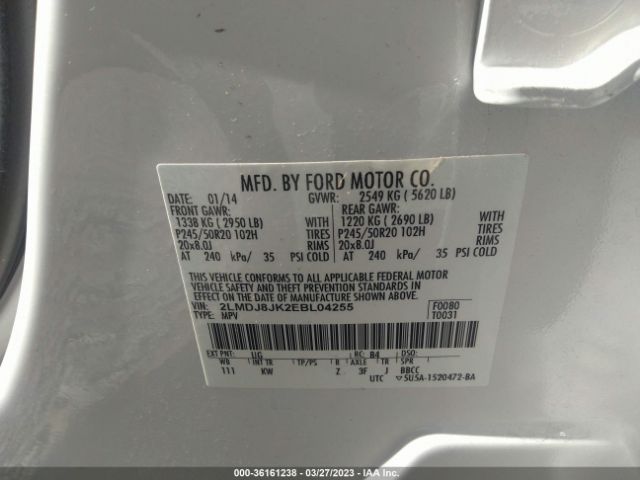 MFD. BY FORD MOTOR CO.
DATE: 01/14 GVWR: 2549 KG ( 5620 LB)
FRONT GAWR: REAR GAWR:
1338 KG ( 2950 LB) WITH 1220 KG ( 2690 LB) WITH
P245/50R20 102H TIRES P245/50R20 102H TIRES
20x8.0J RIMS 20x8.0J RIMS
AT 240 kPa/ 35 PSI COLD AT 240 kPa/ 35 PSI COLD
THIS VEHICLE CONFORMS TO ALL APPLICABLE FEDERAL MOTOR
VEHICLE SAFETY AND THEFT PREVENTION STANDARDS IN
EFFECT ON THE DATE OF MANUFACTURE SHOWN ABOVE.
VIN: 2LMDJ8JK2EBL04255 F0080
TYPE: MPV T0031
EXT PNT: UG RC: 84 DSO:
WB INT TR TP/PS R AXLE TR SPR
111 KW Z 3F J BBCC
UTC 5U5A-1520472-BA
000-36161238 - 03/27/2023 - IAA Inc.